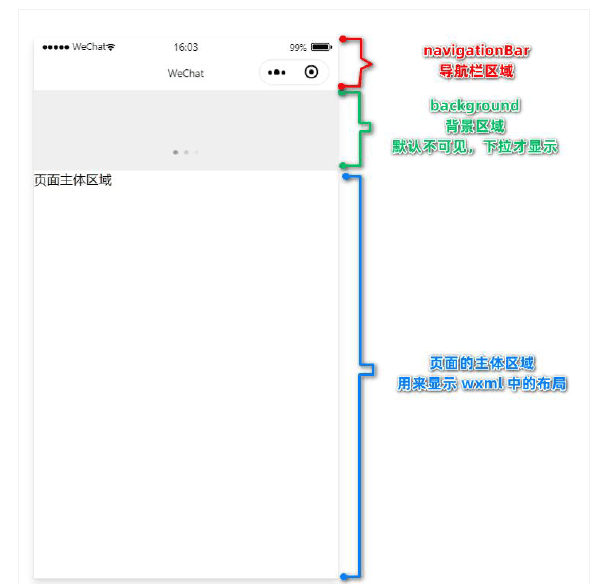 WeChat
16:03
99%
WeChat
navigationBar
导航栏区域
background
背景区域
默认不可见，下拉才显示
页面主体区域
页面的主体区域
用来显示 wxml 中的布局